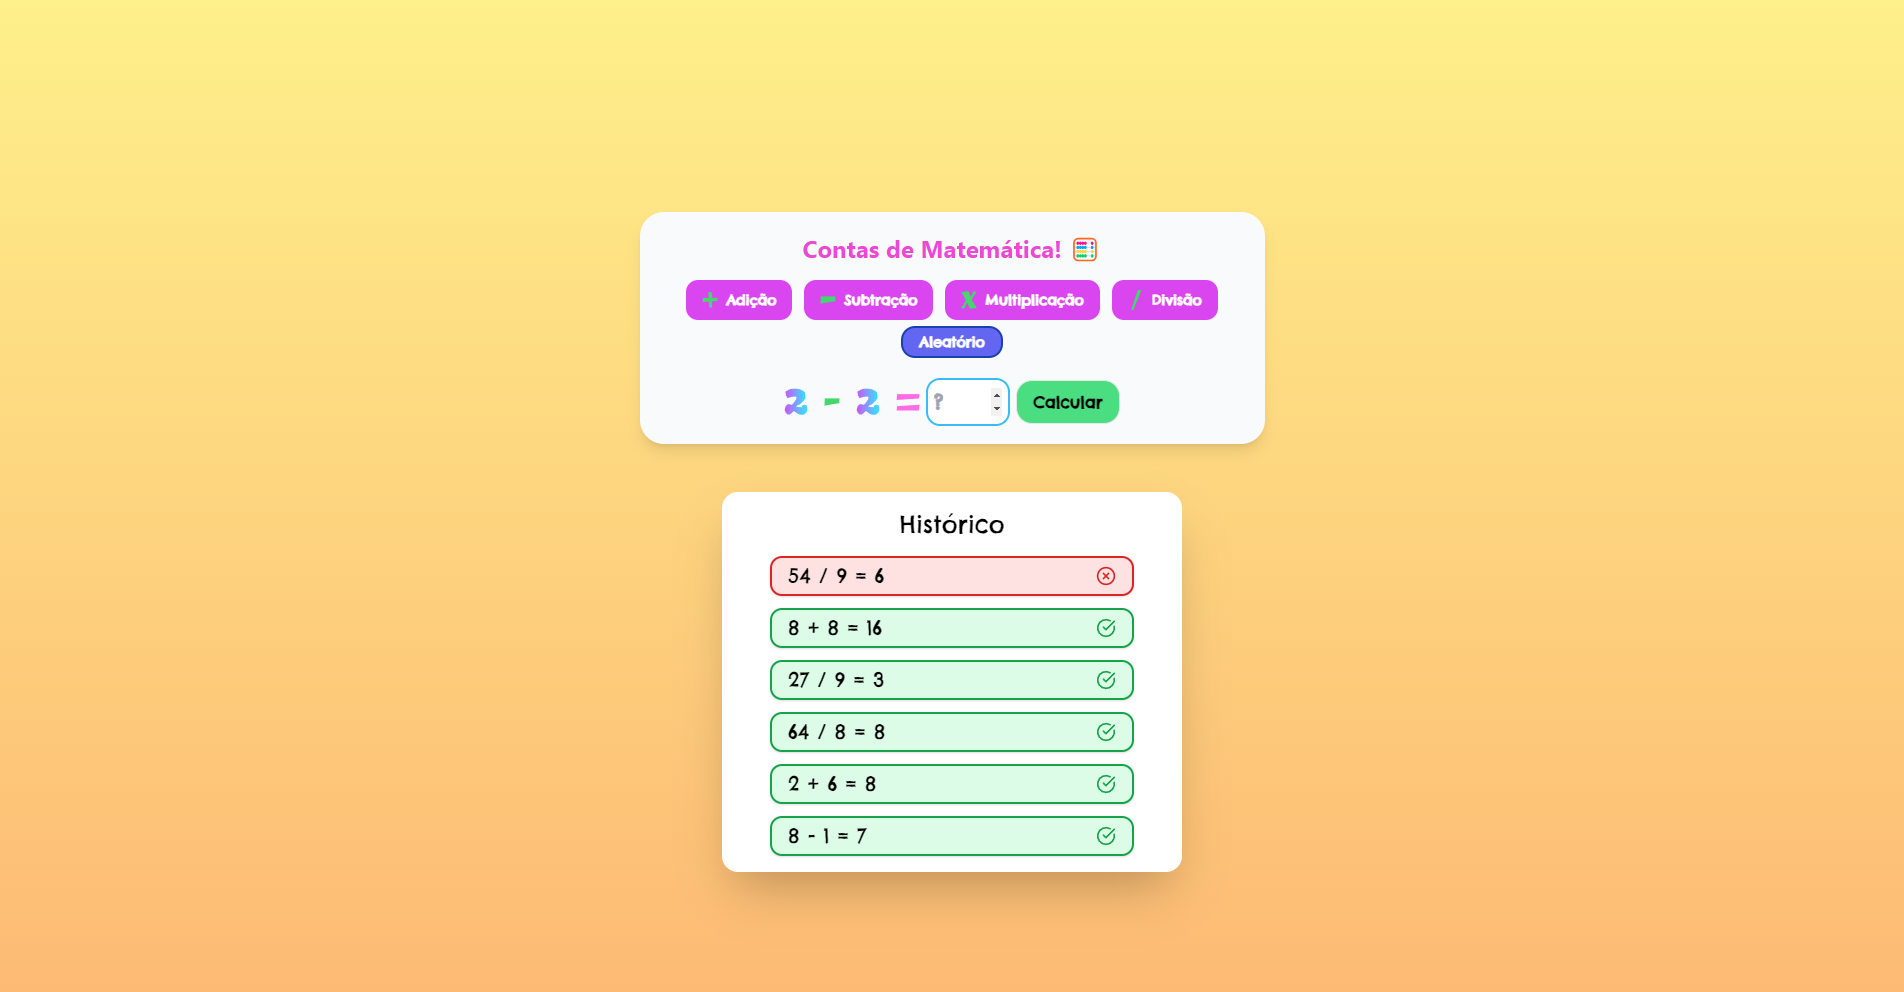 Contas de Matemática! 🧮
+ Adição - Subtração X Multiplicação / Divisão
Aleatório
2 - 2 = ? Calcular
Histórico
54 / 9 = 6
8 + 8 = 16
27 / 9 = 3
64 / 8 = 8
2 + 6 = 8
8 - 1 = 7